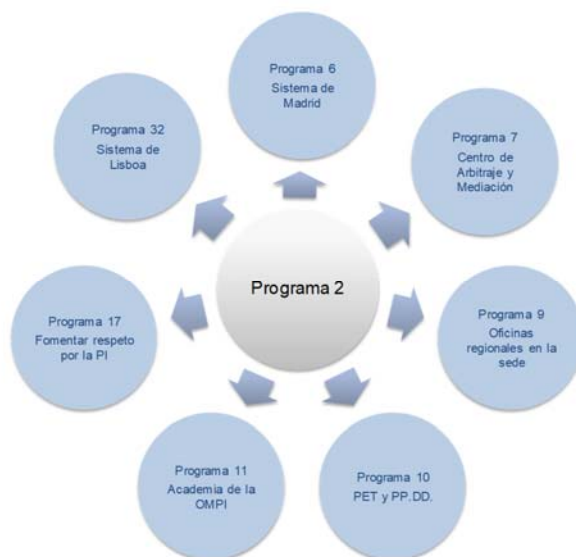 Programa 6
Sistema de
Madrid
Programa 32
Sistema de
Lisboa
Programa 7
Centro de
Arbitraje y
Mediación
Programa 2
Programa 17
Fomentar respeto
por la PI
Programa 9
Oficinas
regionales en la
sede
Programa 11
Academia de la
OMPI
Programa 10
PET y PP.DD.